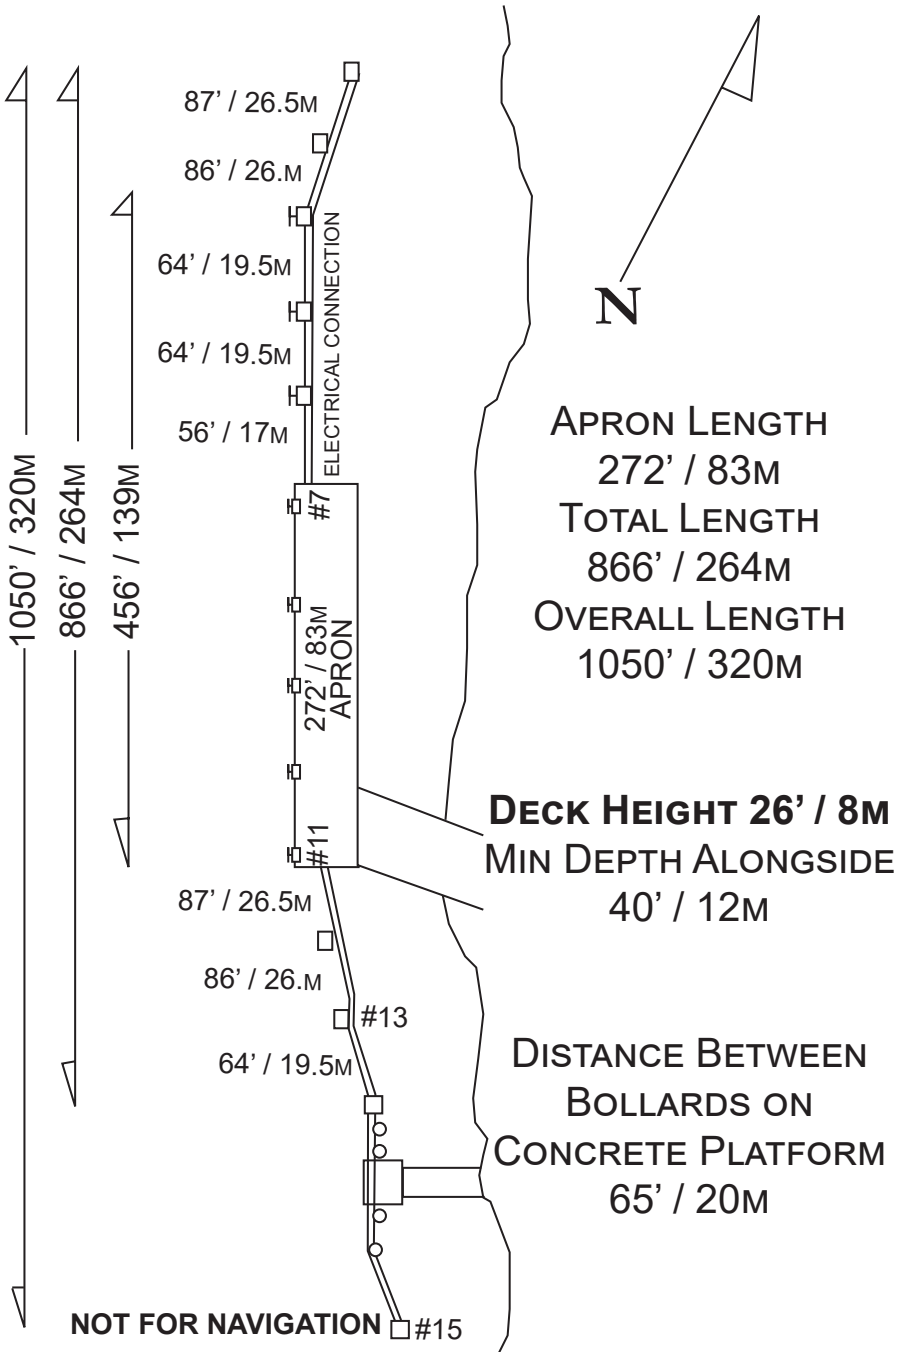 87’ / 26.5M
86’ / 26.M
64’ / 19.5M
64’ / 19.5M
56’ / 17M
ELECTRICAL CONNECTION
N
1050’ / 320M
866’ / 264M
456’ / 139M
#7
272’ / 83M
APRON
#11
APRON LENGTH
272’ / 83M
TOTAL LENGTH
866’ / 264M
OVERALL LENGTH
1050’ / 320M
DECK HEIGHT 26’ / 8M
MIN DEPTH ALONGSIDE
40’ / 12M
87’ / 26.5M
86’ / 26.M
#13
64’ / 19.5M
DISTANCE BETWEEN
BOLLARDS ON
CONCRETE PLATFORM
65’ / 20M
NOT FOR NAVIGATION
#15